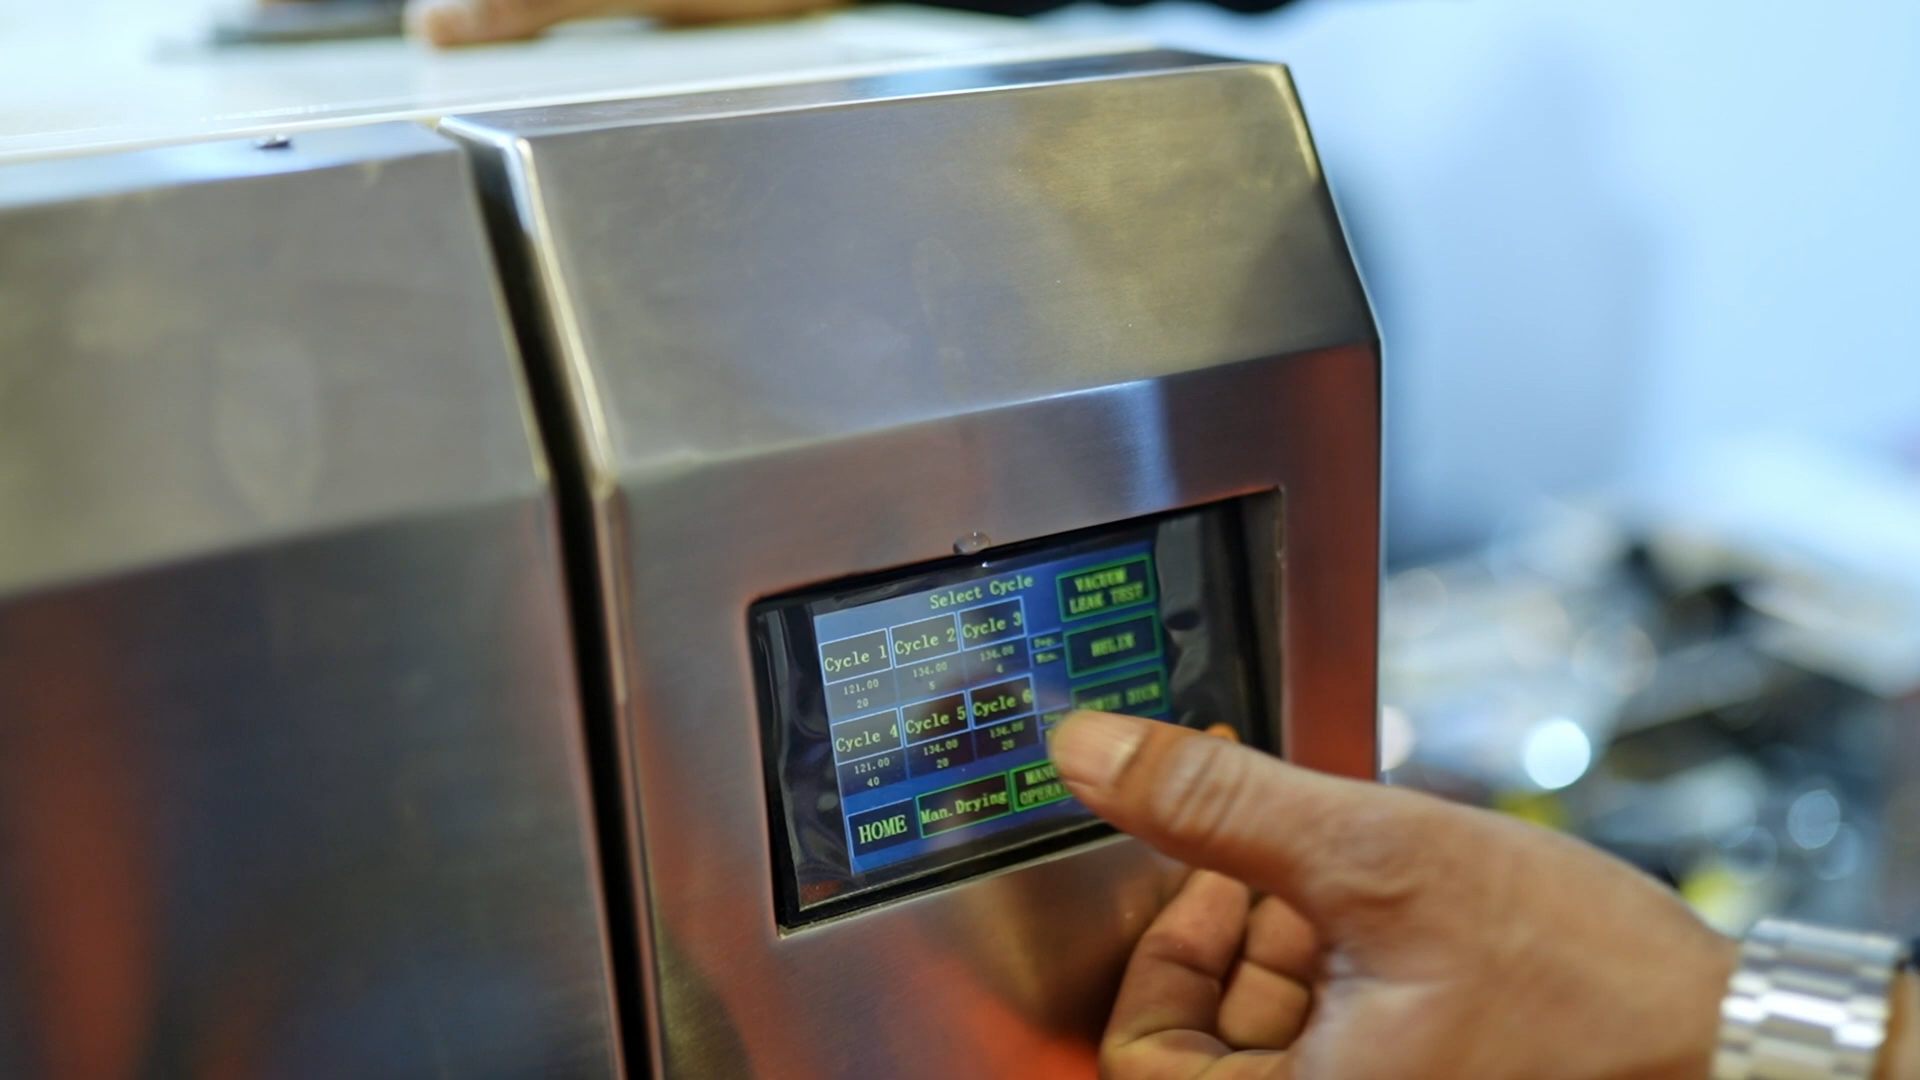 Select Cycle
VACUUM
LEAK TEST
Cycle 1 Cycle 2 Cycle 3
121.00 134.00 134.00
20 5 4
HELIX
Cycle 4 Cycle 5 Cycle 6
121.00 134.00 134.00
40 20 20
HOME
Man.Drying